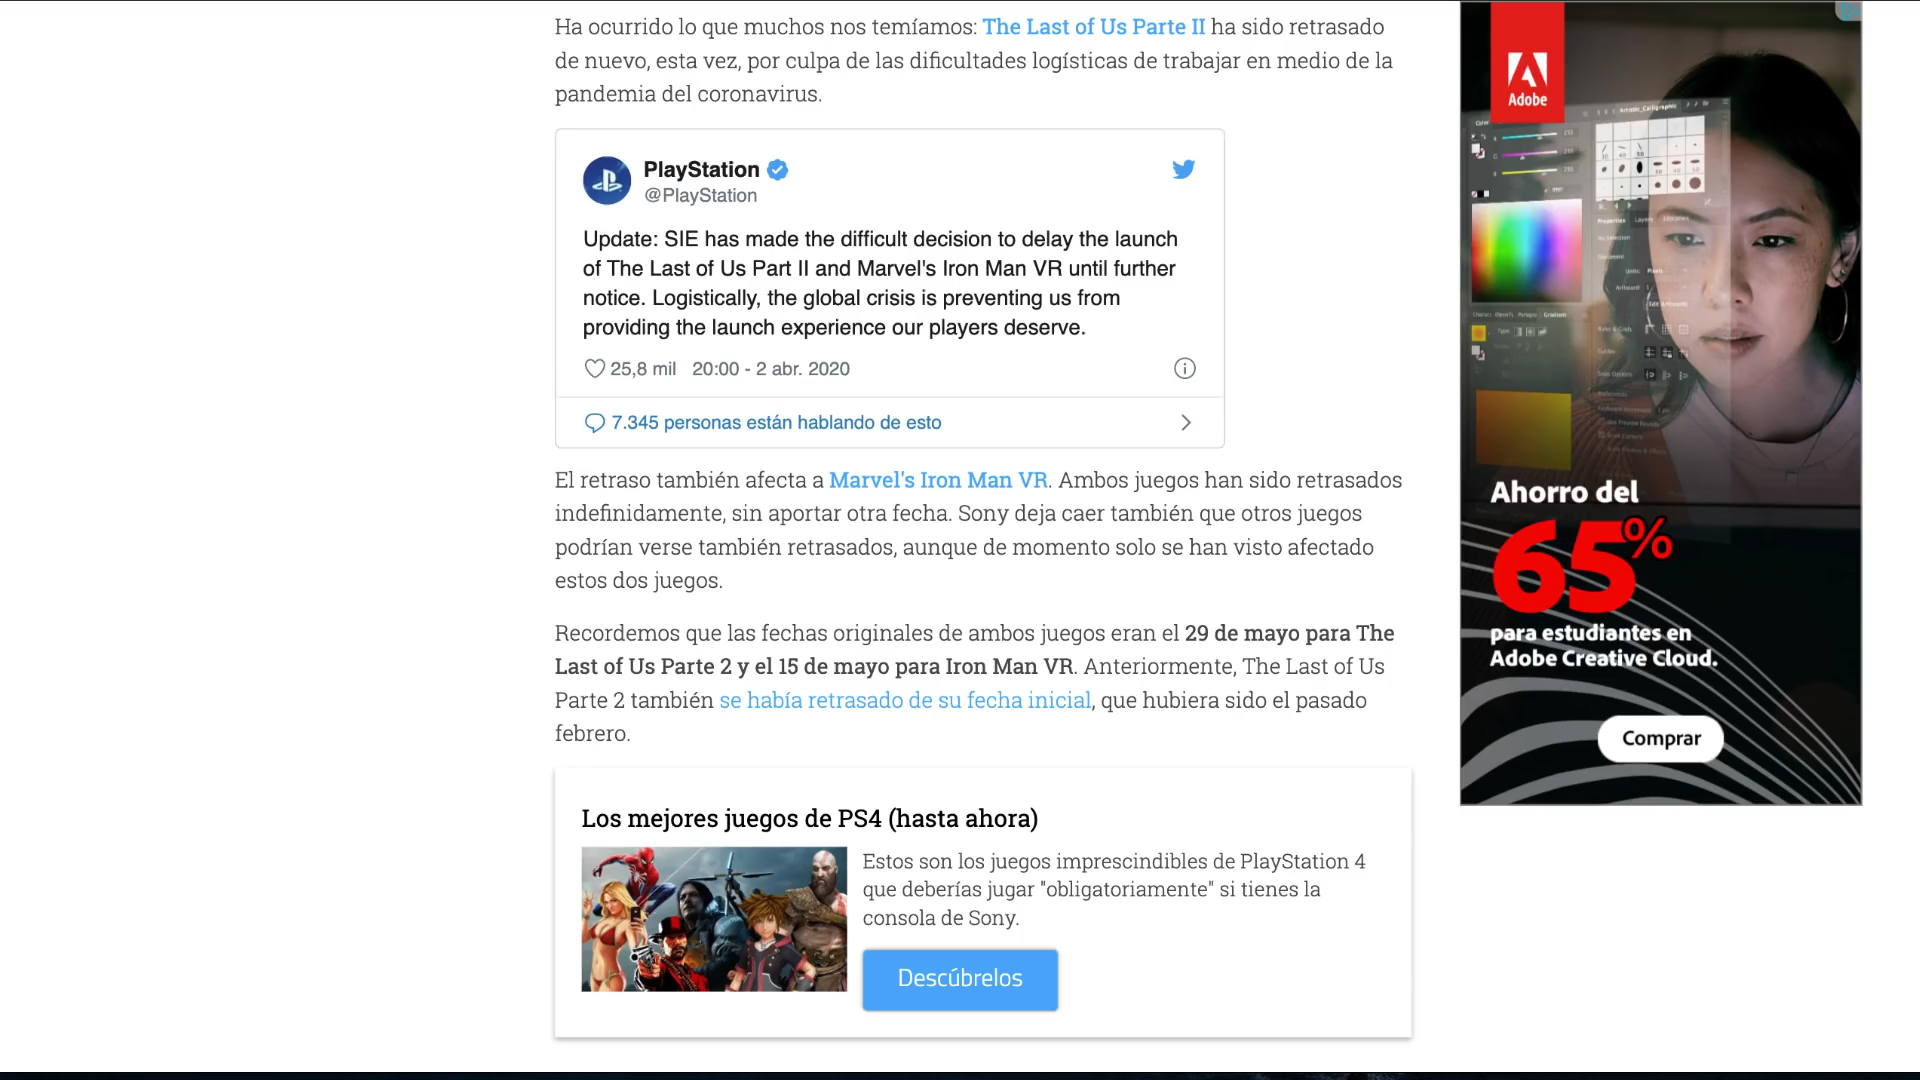 Ha ocurrido lo que muchos nos temíamos: The Last of Us Parte II ha sido retrasado
de nuevo, esta vez, por culpa de las dificultades logísticas de trabajar en medio de la
pandemia del coronavirus.
PlayStation
@PlayStation
Update: SIE has made the difficult decision to delay the launch
of The Last of Us Part II and Marvel's Iron Man VR until further
notice. Logistically, the global crisis is preventing us from
providing the launch experience our players deserve.
25,8 mil 20:00 - 2 abr. 2020
7.345 personas están hablando de esto
El retraso también afecta a Marvel's Iron Man VR. Ambos juegos han sido retrasados
indefinidamente, sin aportar otra fecha. Sony deja caer también que otros juegos
podrían verse también retrasados, aunque de momento solo se han visto afectado
estos dos juegos.
Recordemos que las fechas originales de ambos juegos eran el 29 de mayo para The
Last of Us Parte 2 y el 15 de mayo para Iron Man VR. Anteriormente, The Last of Us
Parte 2 también se había retrasado de su fecha inicial, que hubiera sido el pasado
febrero.
Los mejores juegos de PS4 (hasta ahora)
Estos son los juegos imprescindibles de PlayStation 4
que deberías jugar "obligatoriamente" si tienes la
consola de Sony.
Descúbrelos
Adobe
Ahorro del
65%
para estudiantes en
Adobe Creative Cloud.
Comprar